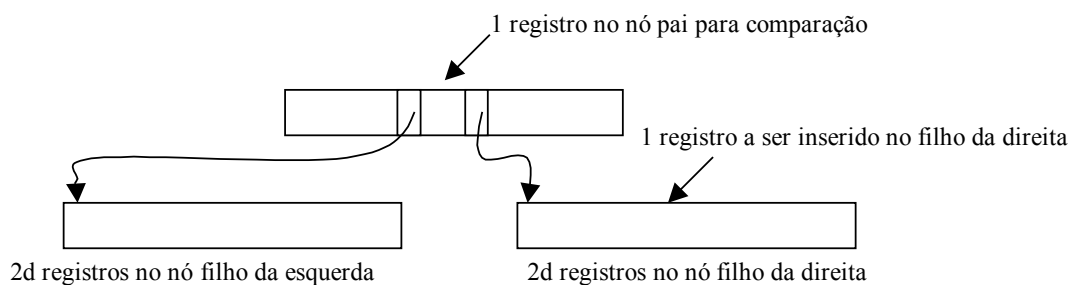 1 registro no nó pai para comparação
1 registro a ser inserido no filho da direita
2d registros no nó filho da esquerda
2d registros no nó filho da direita